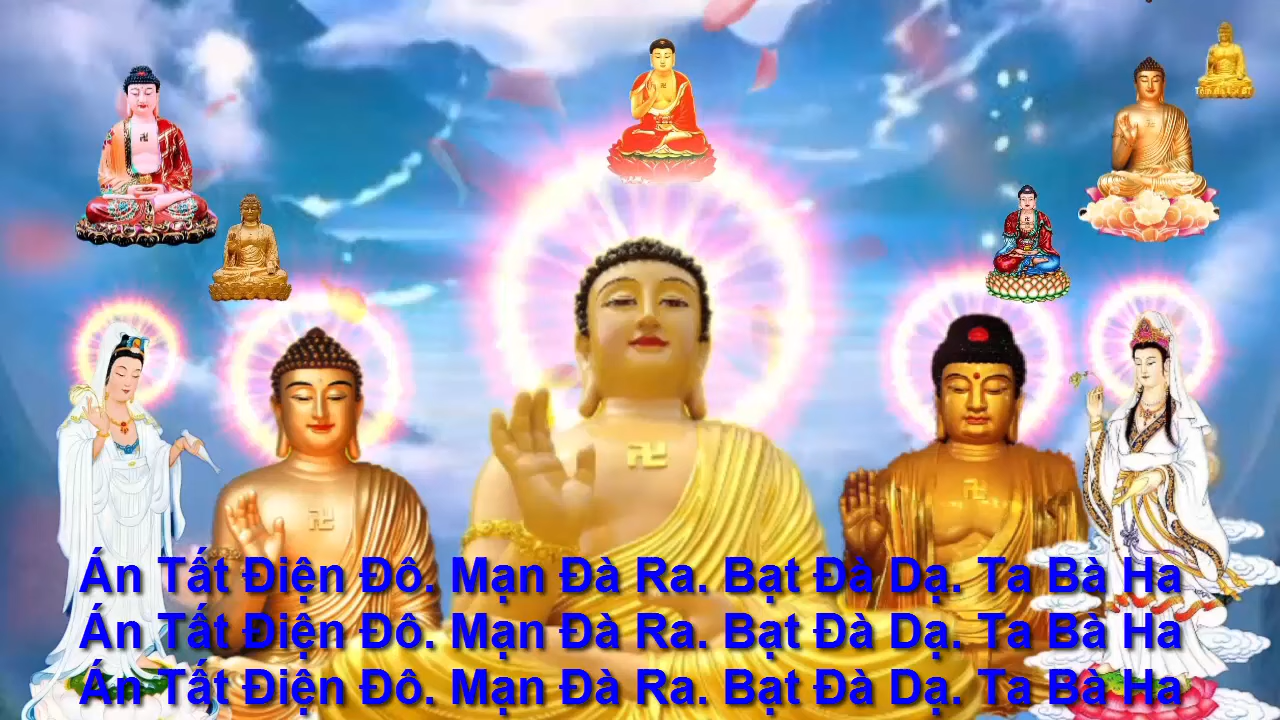 Án Tất Điện Đô. Mạn Đà Ra. Bạt Đà Dạ. Ta Bà Ha
Án Tất Điện Đô. Mạn Đà Ra. Bạt Đà Dạ. Ta Bà Ha
Án Tất Điện Đô. Mạn Đà Ra. Bạt Đà Dạ. Ta Bà Ha